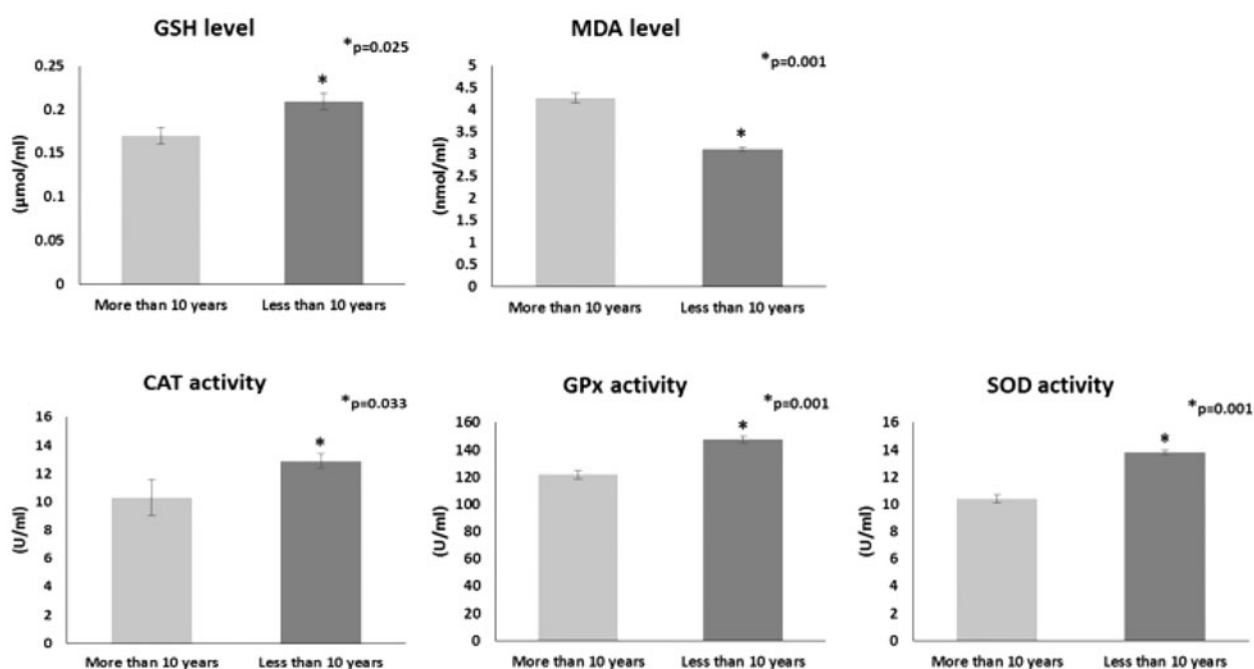 GSH level
*p=0.025
(µmol/ml)
0.25
0.2
0.15
0.1
0.05
0
*
More than 10 years
Less than 10 years
MDA level
*p=0.001
(nmol/ml)
5
4.5
4
3.5
3
2.5
2
1.5
1
0.5
0
*
More than 10 years
Less than 10 years
CAT activity
*p=0.033
(U/ml)
16
14
12
10
8
6
4
2
0
*
More than 10 years
Less than 10 years
GPx activity
*p=0.001
(U/ml)
160
140
120
100
80
60
40
20
0
*
More than 10 years
Less than 10 years
SOD activity
*p=0.001
(U/ml)
16
14
12
10
8
6
4
2
0
*
More than 10 years
Less than 10 years